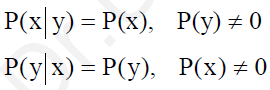 P(x|y) = P(x),   P(y) ≠ 0
P(y|x) = P(y),   P(x) ≠ 0